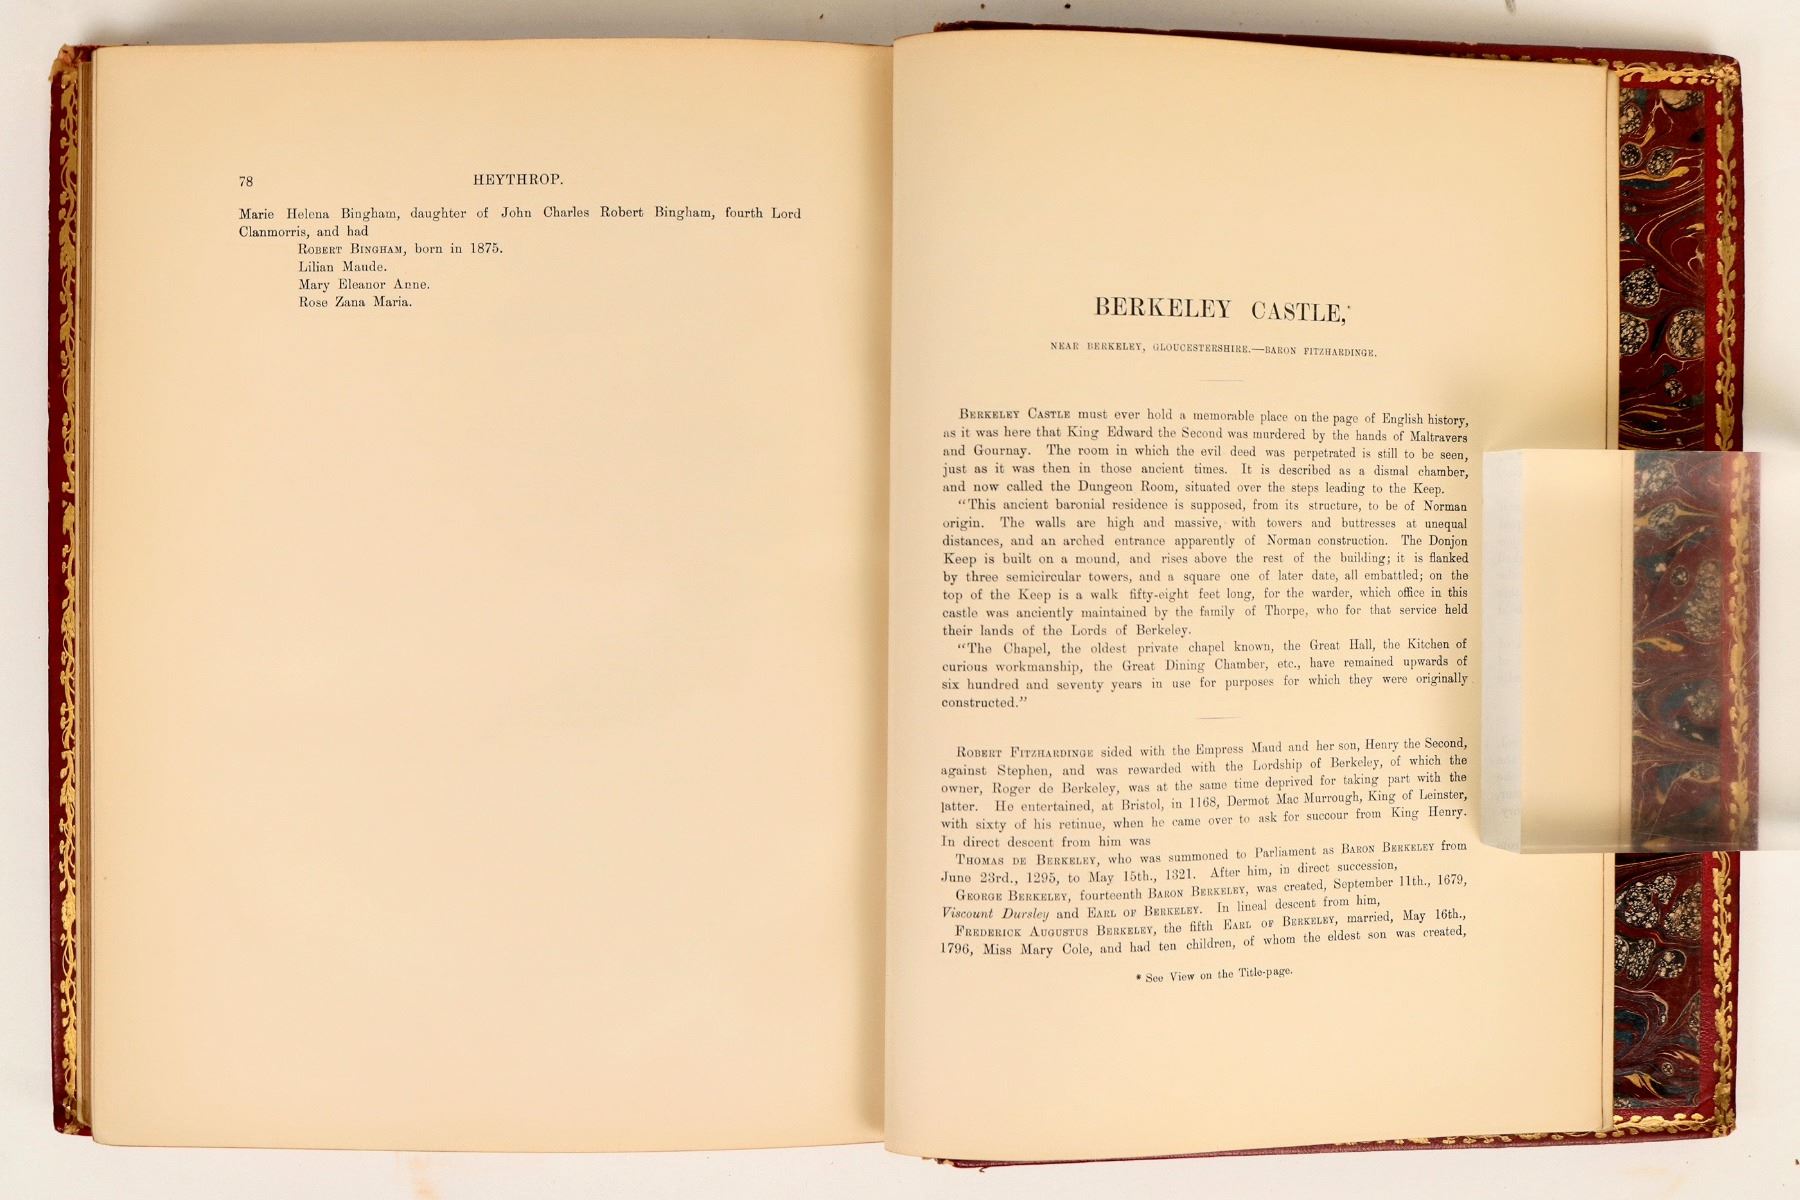 78 HEYTHROP.
Marie Helena Bingham, daughter of John Charles Robert Bingham, fourth Lord
Clanmorris, and had
ROBERT BINGHAM, born in 1875.
Lilian Maude.
Mary Eleanor Anne.
Rose Zana Maria.
BERKELEY CASTLE,*
NEAR BERKELEY, GLOUCESTERSHIRE.—BARON FITZHARDINGE.
BERKELEY CASTLE must ever hold a memorable place on the page of English history,
as it was here that King Edward the Second was murdered by the hands of Maltravers
and Gournay. The room in which the evil deed was perpetrated is still to be seen,
just as it was then in those ancient times. It is described as a dismal chamber,
and now called the Dungeon Room, situated over the steps leading to the Keep.
"This ancient baronial residence is supposed, from its structure, to be of Norman
origin. The walls are high and massive, with towers and buttresses at unequal
distances, and an arched entrance apparently of Norman construction. The Donjon
Keep is built on a mound, and rises above the rest of the building; it is flanked
by three semicircular towers, and a square one of later date, all embattled; on the
top of the Keep is a walk fifty-eight feet long, for the warder, which office in this
castle was anciently maintained by the family of Thorpe, who for that service held
their lands of the Lords of Berkeley.
"The Chapel, the oldest private chapel known, the Great Hall, the Kitchen of
curious workmanship, the Great Dining Chamber, etc., have remained upwards of
six hundred and seventy years in use for purposes for which they were originally
constructed."
ROBERT FITZHARDINGE sided with the Empress Maud and her son, Henry the Second,
against Stephen, and was rewarded with the Lordship of Berkeley, of which the
owner, Roger de Berkeley, was at the same time deprived for taking part with the
latter. He entertained, at Bristol, in 1168, Dermot Mac Murrough, King of Leinster,
with sixty of his retinue, when he came over to ask for succour from King Henry.
In direct descent from him was
THOMAS DE BERKELEY, who was summoned to Parliament as BARON BERKELEY from
June 23rd., 1295, to May 15th., 1321. After him, in direct succession,
GEORGE BERKELEY, fourteenth BARON BERKELEY, was created, September 11th., 1679,
Viscount Dursley and EARL OF BERKELEY. In lineal descent from him,
FREDERICK AUGUSTUS BERKELEY, the fifth EARL OF BERKELEY, married, May 16th.,
1796, Miss Mary Cole, and had ten children, of whom the eldest son was created,
* See View on the Title-page.